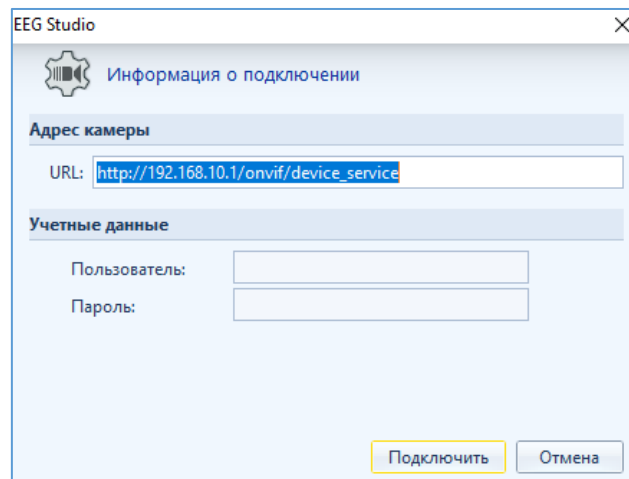 EEG Studio
Информация о подключении
Адрес камеры
URL: http://192.168.10.1/onvif/device_service
Учетные данные
Пользователь:
Пароль:
Подключить Отмена